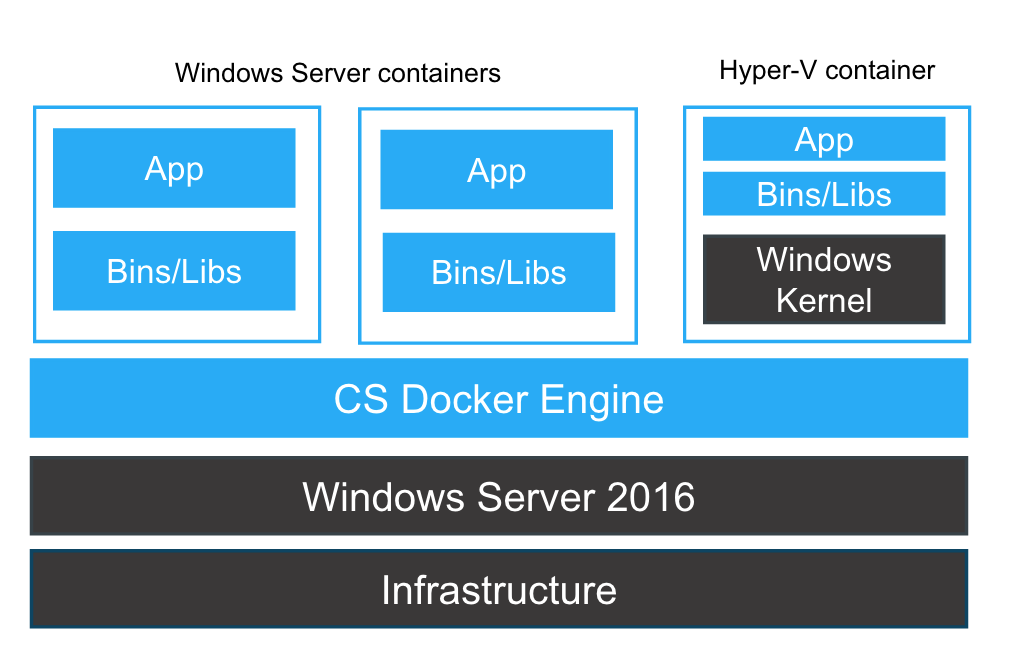 Windows Server containers
Hyper-V container
App
Bins/Libs
App
Bins/Libs
App
Bins/Libs
Windows
Kernel
CS Docker Engine
Windows Server 2016
Infrastructure